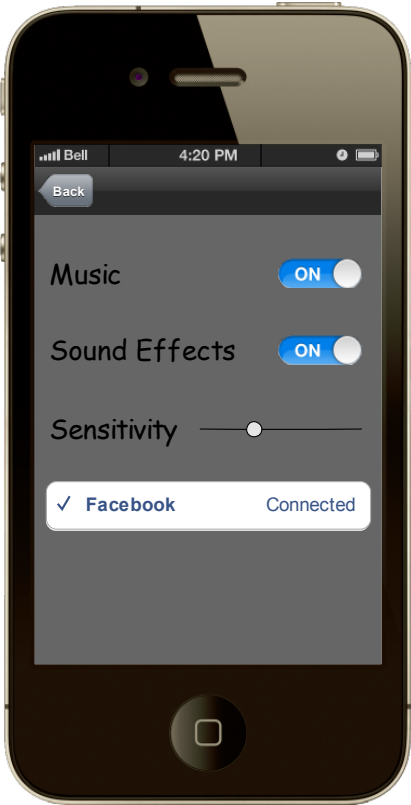 Bell 4:20 PM
Back
Music ON
Sound Effects ON
Sensitivity
✓ Facebook Connected